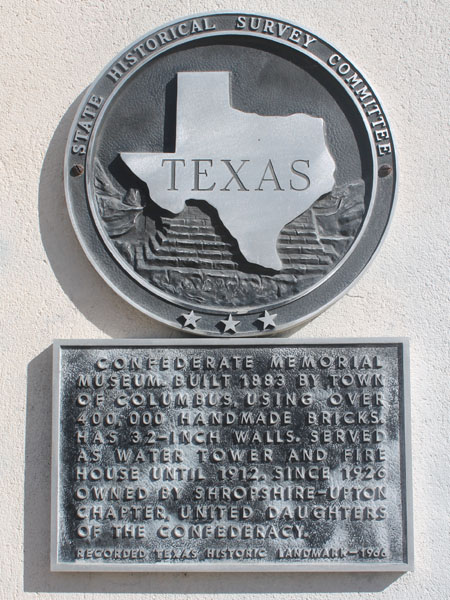 STATE HISTORICAL SURVEY COMMITTEE
TEXAS
CONFEDERATE MEMORIAL
MUSEUM. BUILT 1883 BY TOWN
OF COLUMBUS, USING OVER
400,000 HANDMADE BRICKS.
HAS 32-INCH WALLS. SERVED
AS WATER TOWER AND FIRE
HOUSE UNTIL 1912. SINCE 1926
OWNED BY SHROPSHIRE-UPTON
CHAPTER, UNITED DAUGHTERS
OF THE CONFEDERACY.
RECORDED TEXAS HISTORIC LANDMARK—1966